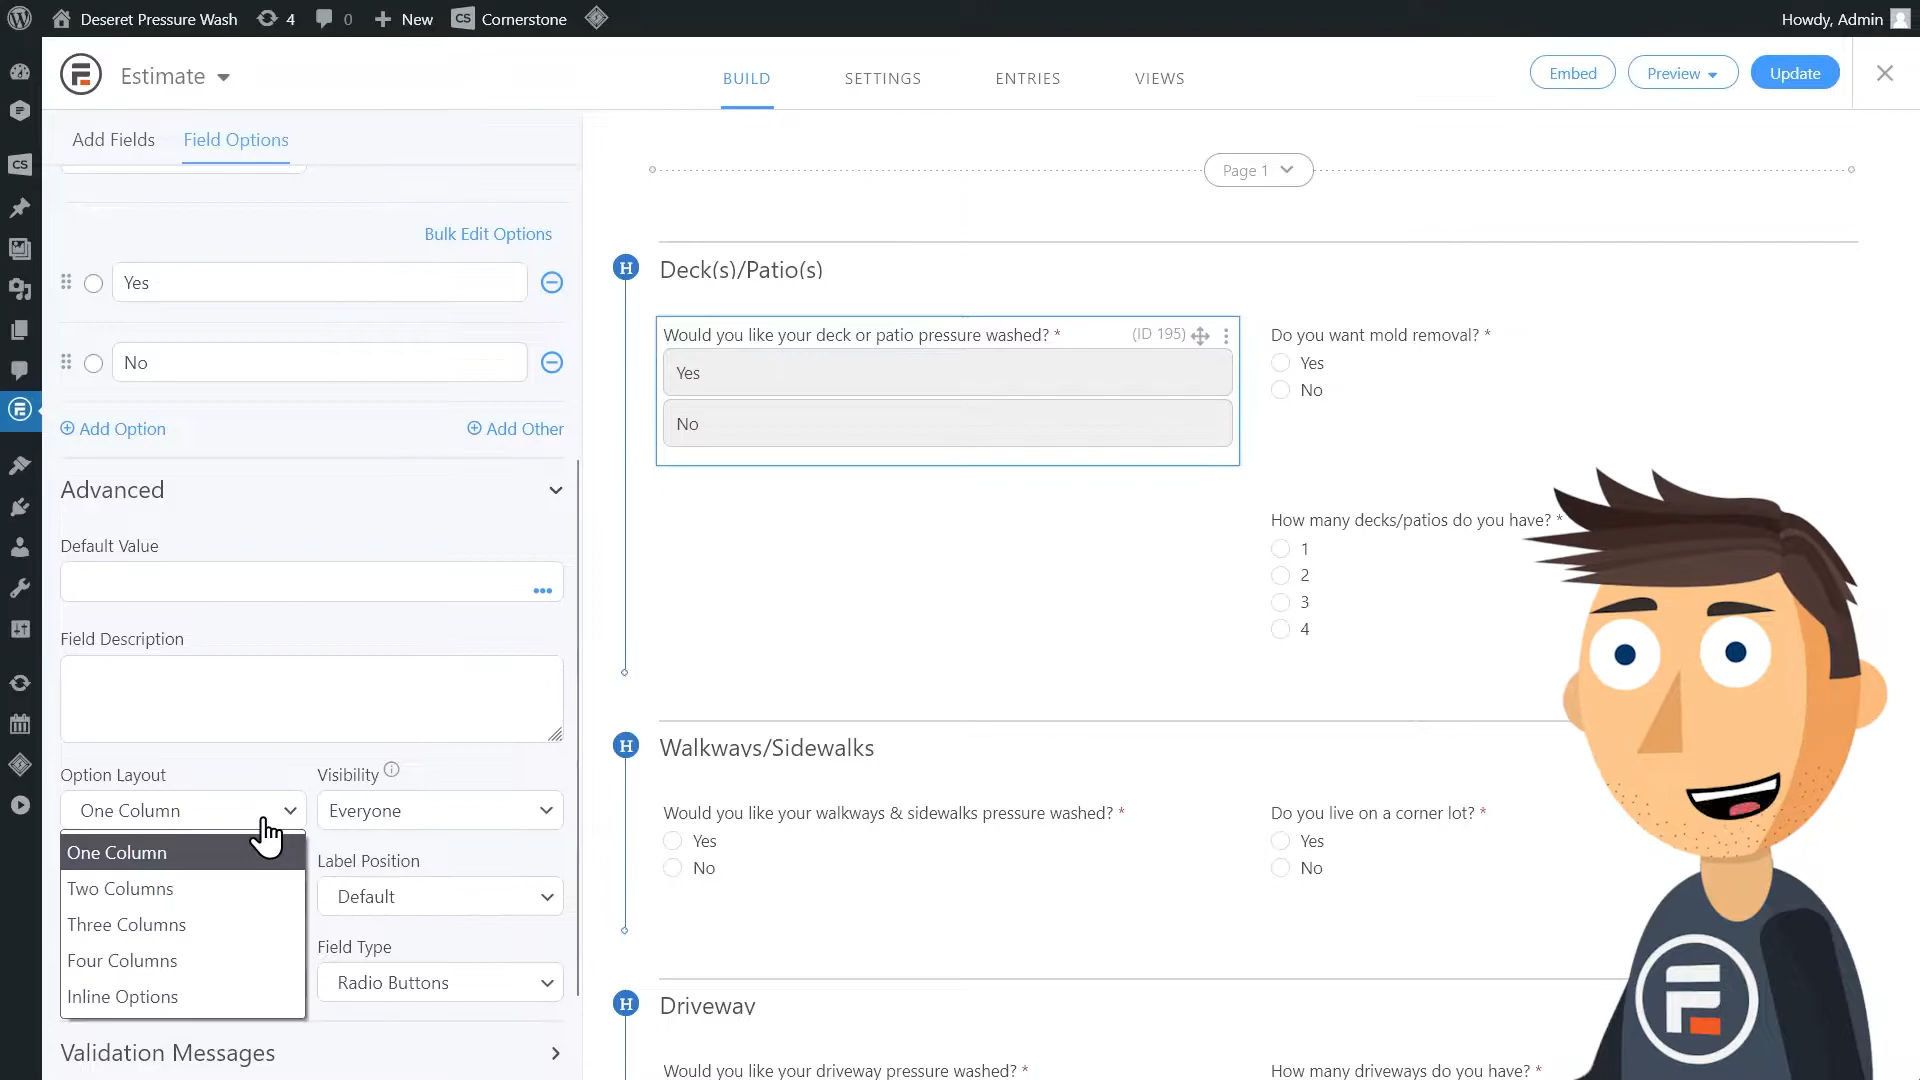 Deseret Pressure Wash
4
0
New
CS
Cornerstone
Howdy, Admin
Estimate
BUILD
SETTINGS
ENTRIES
VIEWS
Embed
Preview
Update
CS
Add Fields
Field Options
Page 1
Bulk Edit Options
Yes
No
Add Option
Add Other
Advanced
Default Value
Field Description
Option Layout
Visibility
One Column
Everyone
One Column
Two Columns
Three Columns
Four Columns
Inline Options
Label Position
Default
Field Type
Radio Buttons
Validation Messages
H
Deck(s)/Patio(s)
Would you like your deck or patio pressure washed? *
(ID 195)
Yes
No
Do you want mold removal? *
Yes
No
How many decks/patios do you have? *
1
2
3
4
H
Walkways/Sidewalks
Would you like your walkways & sidewalks pressure washed? *
Yes
No
Do you live on a corner lot? *
Yes
No
H
Driveway
Would you like your driveway pressure washed? *
How many driveways do you have? *